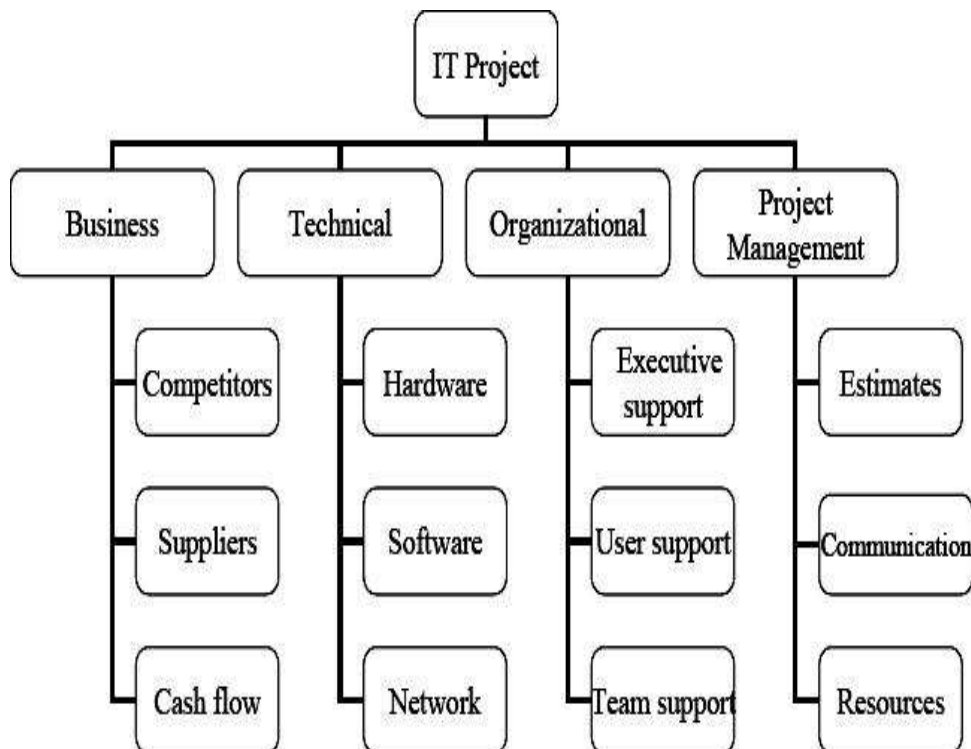 IT Project
Business
Technical
Organizational
Project
Management
Competitors
Hardware
Executive
support
Estimates
Suppliers
Software
User support
Communication
Cash flow
Network
Team support
Resources